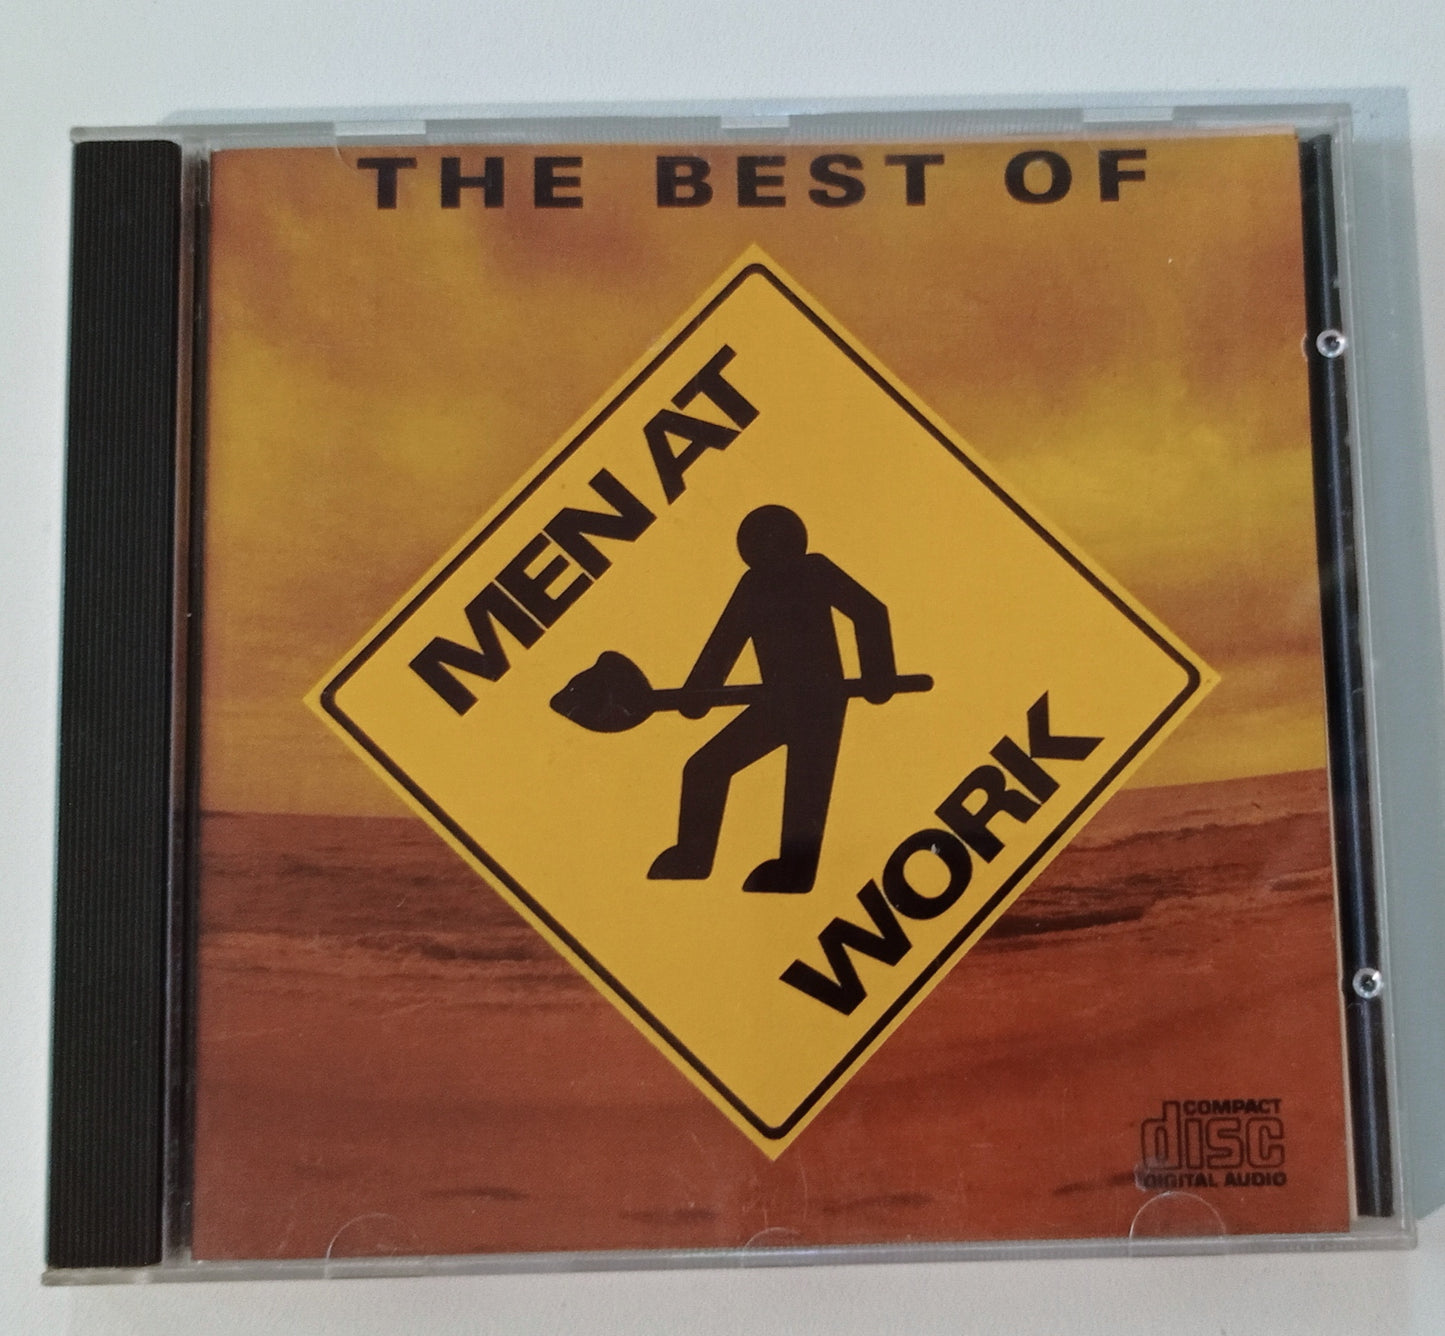 THE BEST OF
MEN AT
WORK
COMPACT
disc
DIGITAL AUDIO